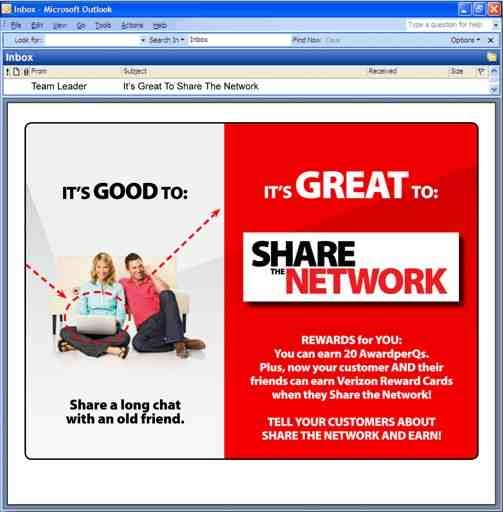 Inbox - Microsoft Outlook
File Edit View Go Tools Actions Help
Type a question for help
Look for: Search In Inbox Find Now Clear Options
Inbox
From Subject Received Size
Team Leader It's Great To Share The Network
IT'S GOOD TO:
IT'S GREAT TO:
SHARE
THE NETWORK
Share a long chat
with an old friend.
REWARDS for YOU:
You can earn 20 AwardperQs.
Plus, now your customer AND their
friends can earn Verizon Reward Cards
when they Share the Network!
TELL YOUR CUSTOMERS ABOUT
SHARE THE NETWORK AND EARN!